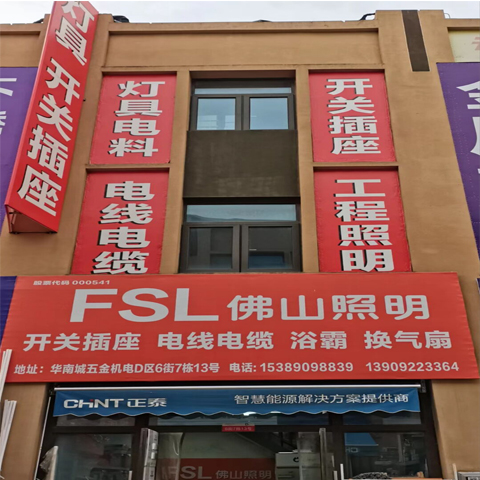 灯具 开关插座
灯具电料
开关插座
电线电缆
工程照明
股票代码 000541
FSL 佛山照明
开关插座 电线电缆 浴霸 换气扇
地址：华南城五金机电D区6街7栋13号 电话: 15389098839 13909223364
CHNT 正泰 智慧能源解决方案提供商
FSL 佛山照明